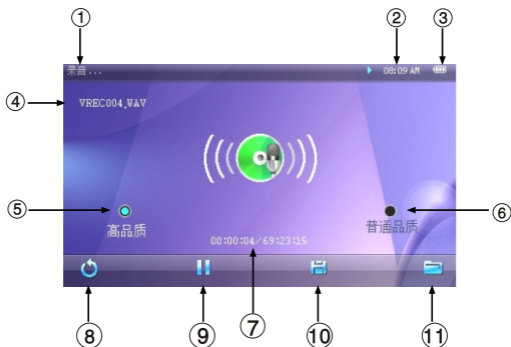 ① ② ③
录音... 08:09 AM
④ VREC004.WAV
⑤ ⑥
高品质 普通品质
00:00:04/69:23:15
⑧ ⑨ ⑦ ⑩ ⑪